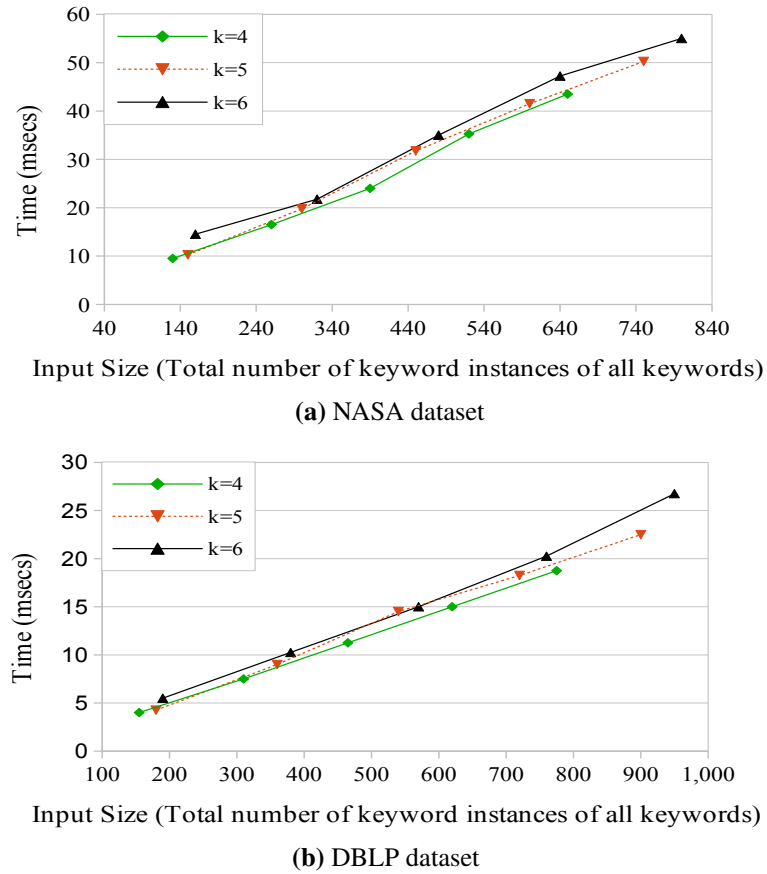 60
50
40
30
20
10
0
Time (msecs)
k=4
k=5
k=6
40 140 240 340 440 540 640 740 840
Input Size (Total number of keyword instances of all keywords)
(a) NASA dataset
30
25
20
15
10
5
0
Time (msecs)
k=4
k=5
k=6
100 200 300 400 500 600 700 800 900 1,000
Input Size (Total number of keyword instances of all keywords)
(b) DBLP dataset